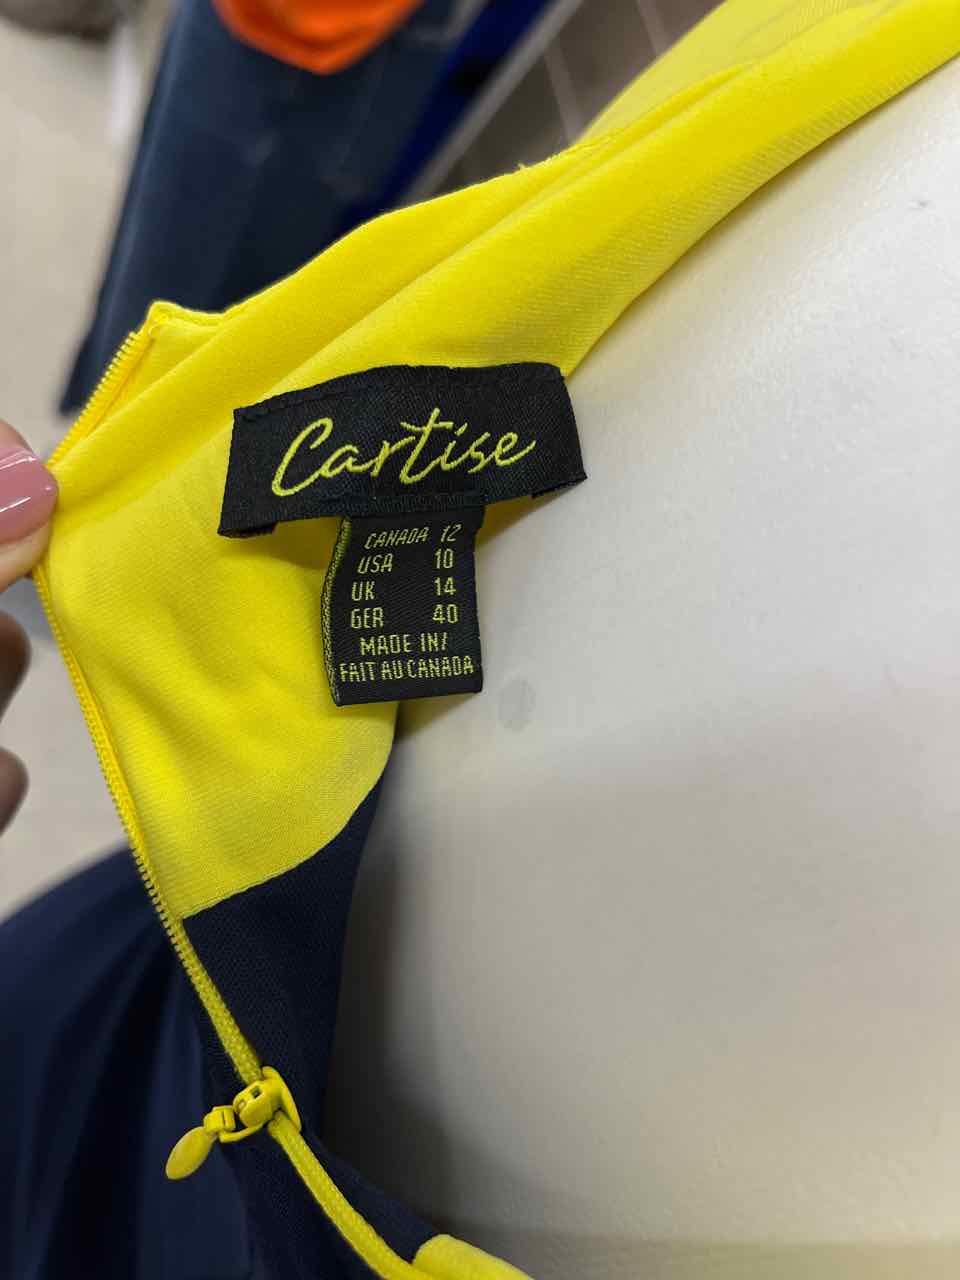 Cartise
CANADA 12
USA 10
UK 14
GER 40
MADE IN/
FAIT AU CANADA